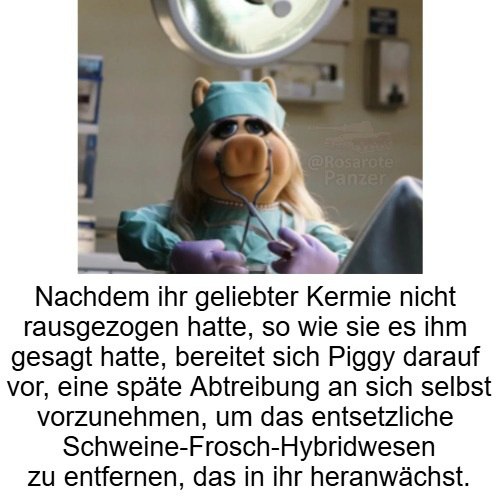 @Rosarote
Panzer
Nachdem ihr geliebter Kermie nicht
rausgezogen hatte, so wie sie es ihm
gesagt hatte, bereitet sich Piggy darauf
vor, eine späte Abtreibung an sich selbst
vorzunehmen, um das entsetzliche
Schweine-Frosch-Hybridwesen
zu entfernen, das in ihr heranwächst.